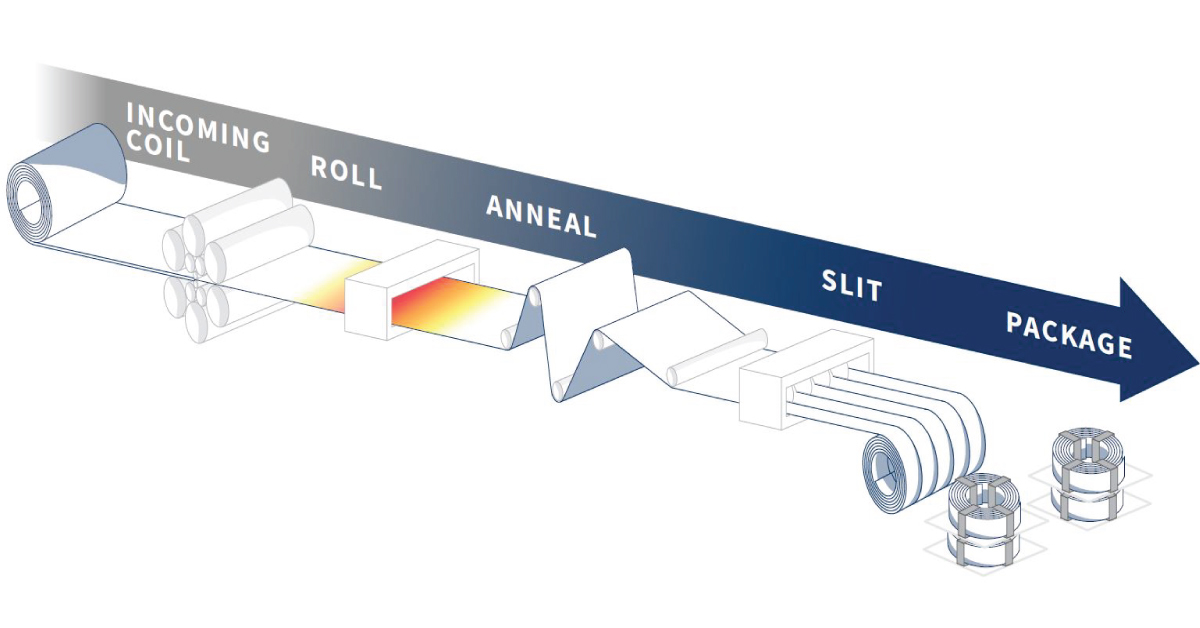 INCOMING
COIL
ROLL
ANNEAL
SLIT
PACKAGE